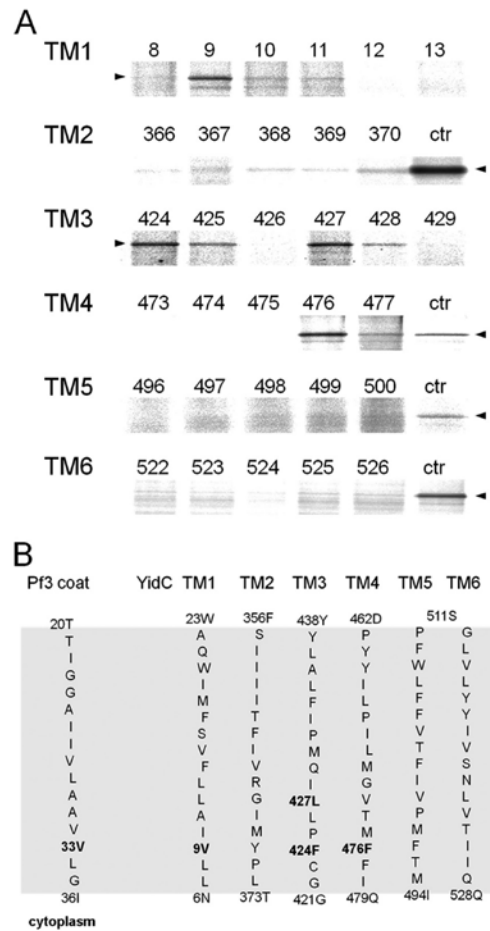 A
TM1 8 9 10 11 12 13
TM2 366 367 368 369 370 ctr
TM3 424 425 426 427 428 429
TM4 473 474 475 476 477 ctr
TM5 496 497 498 499 500 ctr
TM6 522 523 524 525 526 ctr
B
Pf3 coat YidC TM1 TM2 TM3 TM4 TM5 TM6
20T 23W 356F 438Y 462D 511S
T A S Y P P G
I Q I L Y F L
G W I A Y W V
G I I L I L L
A M I F L F Y
I F T I P F Y
I S F P I V I
V V I M L T V
L F V Q M F S
A L R I G I N
A L G 427L V V L
V A I L T P V
I M P M M T
33V 9V Y 424F 476F F I
L L P C F T I
G L L G I M Q
36I 6N 373T 421G 479Q 494I 528Q
cytoplasm